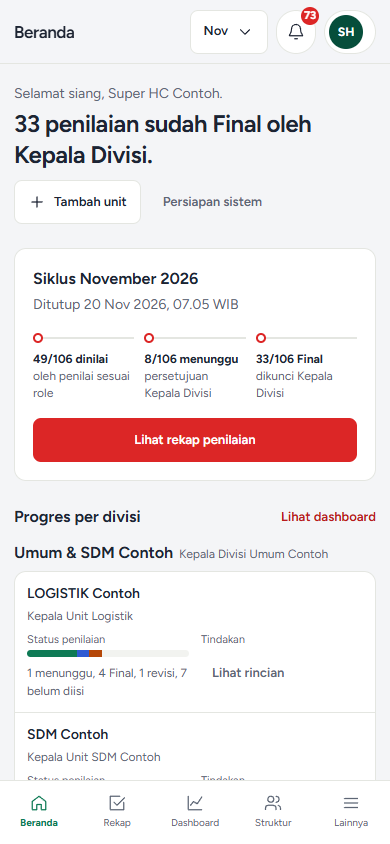 Beranda
Nov
73
SH
Selamat siang, Super HC Contoh.
33 penilaian sudah Final oleh
Kepala Divisi.
Tambah unit
Persiapan sistem
Siklus November 2026
Ditutup 20 Nov 2026, 07.05 WIB
49/106 dinilai
oleh penilai sesuai
role
8/106 menunggu
persetujuan
Kepala Divisi
33/106 Final
dikunci Kepala
Divisi
Lihat rekap penilaian
Progres per divisi
Lihat dashboard
Umum & SDM Contoh Kepala Divisi Umum Contoh
LOGISTIK Contoh
Kepala Unit Logistik
Status penilaian
Tindakan
1 menunggu, 4 Final, 1 revisi, 7
belum diisi
Lihat rincian
SDM Contoh
Kepala Unit SDM Contoh
Status penilaian
Tindakan
Beranda
Rekap
Dashboard
Struktur
Lainnya